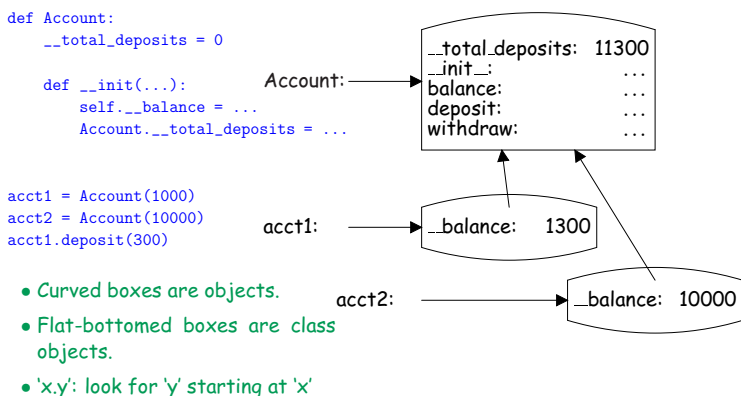 def Account:
    __total_deposits = 0
    def __init(...):
        self.__balance = ...
        Account.__total_deposits = ...
acct1 = Account(1000)
acct2 = Account(10000)
acct1.deposit(300)
• Curved boxes are objects.
• Flat-bottomed boxes are class
objects.
• ‘x.y’: look for ‘y’ starting at ‘x’
Account:
__total_deposits: 11300
__init__: ...
balance: ...
deposit: ...
withdraw: ...
acct1:
__balance: 1300
acct2:
__balance: 10000